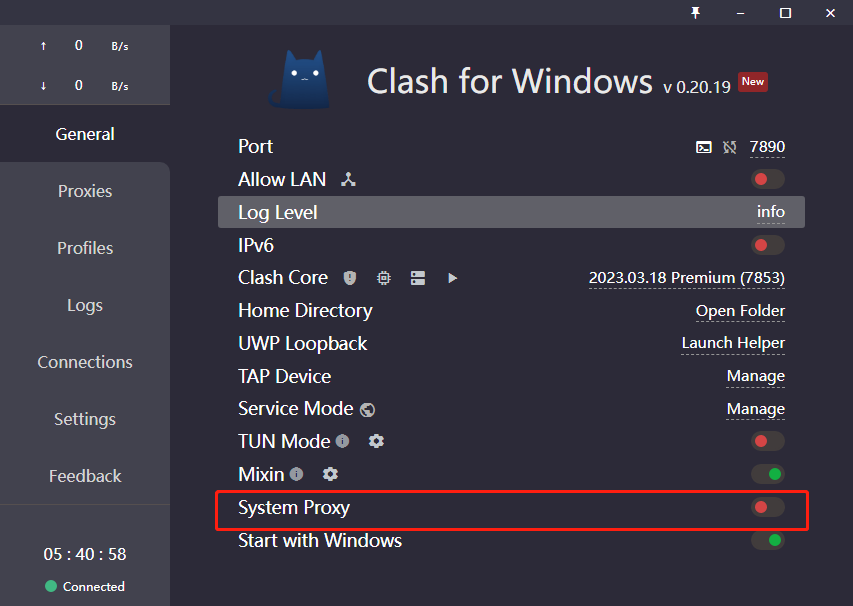 ↑ 0 B/s
↓ 0 B/s
General
Proxies
Profiles
Logs
Connections
Settings
Feedback
05 : 40 : 58
Connected
Clash for Windows v 0.20.19 New
Port 7890
Allow LAN
Log Level info
IPv6
Clash Core 2023.03.18 Premium (7853)
Home Directory Open Folder
UWP Loopback Launch Helper
TAP Device Manage
Service Mode Manage
TUN Mode
Mixin
System Proxy
Start with Windows